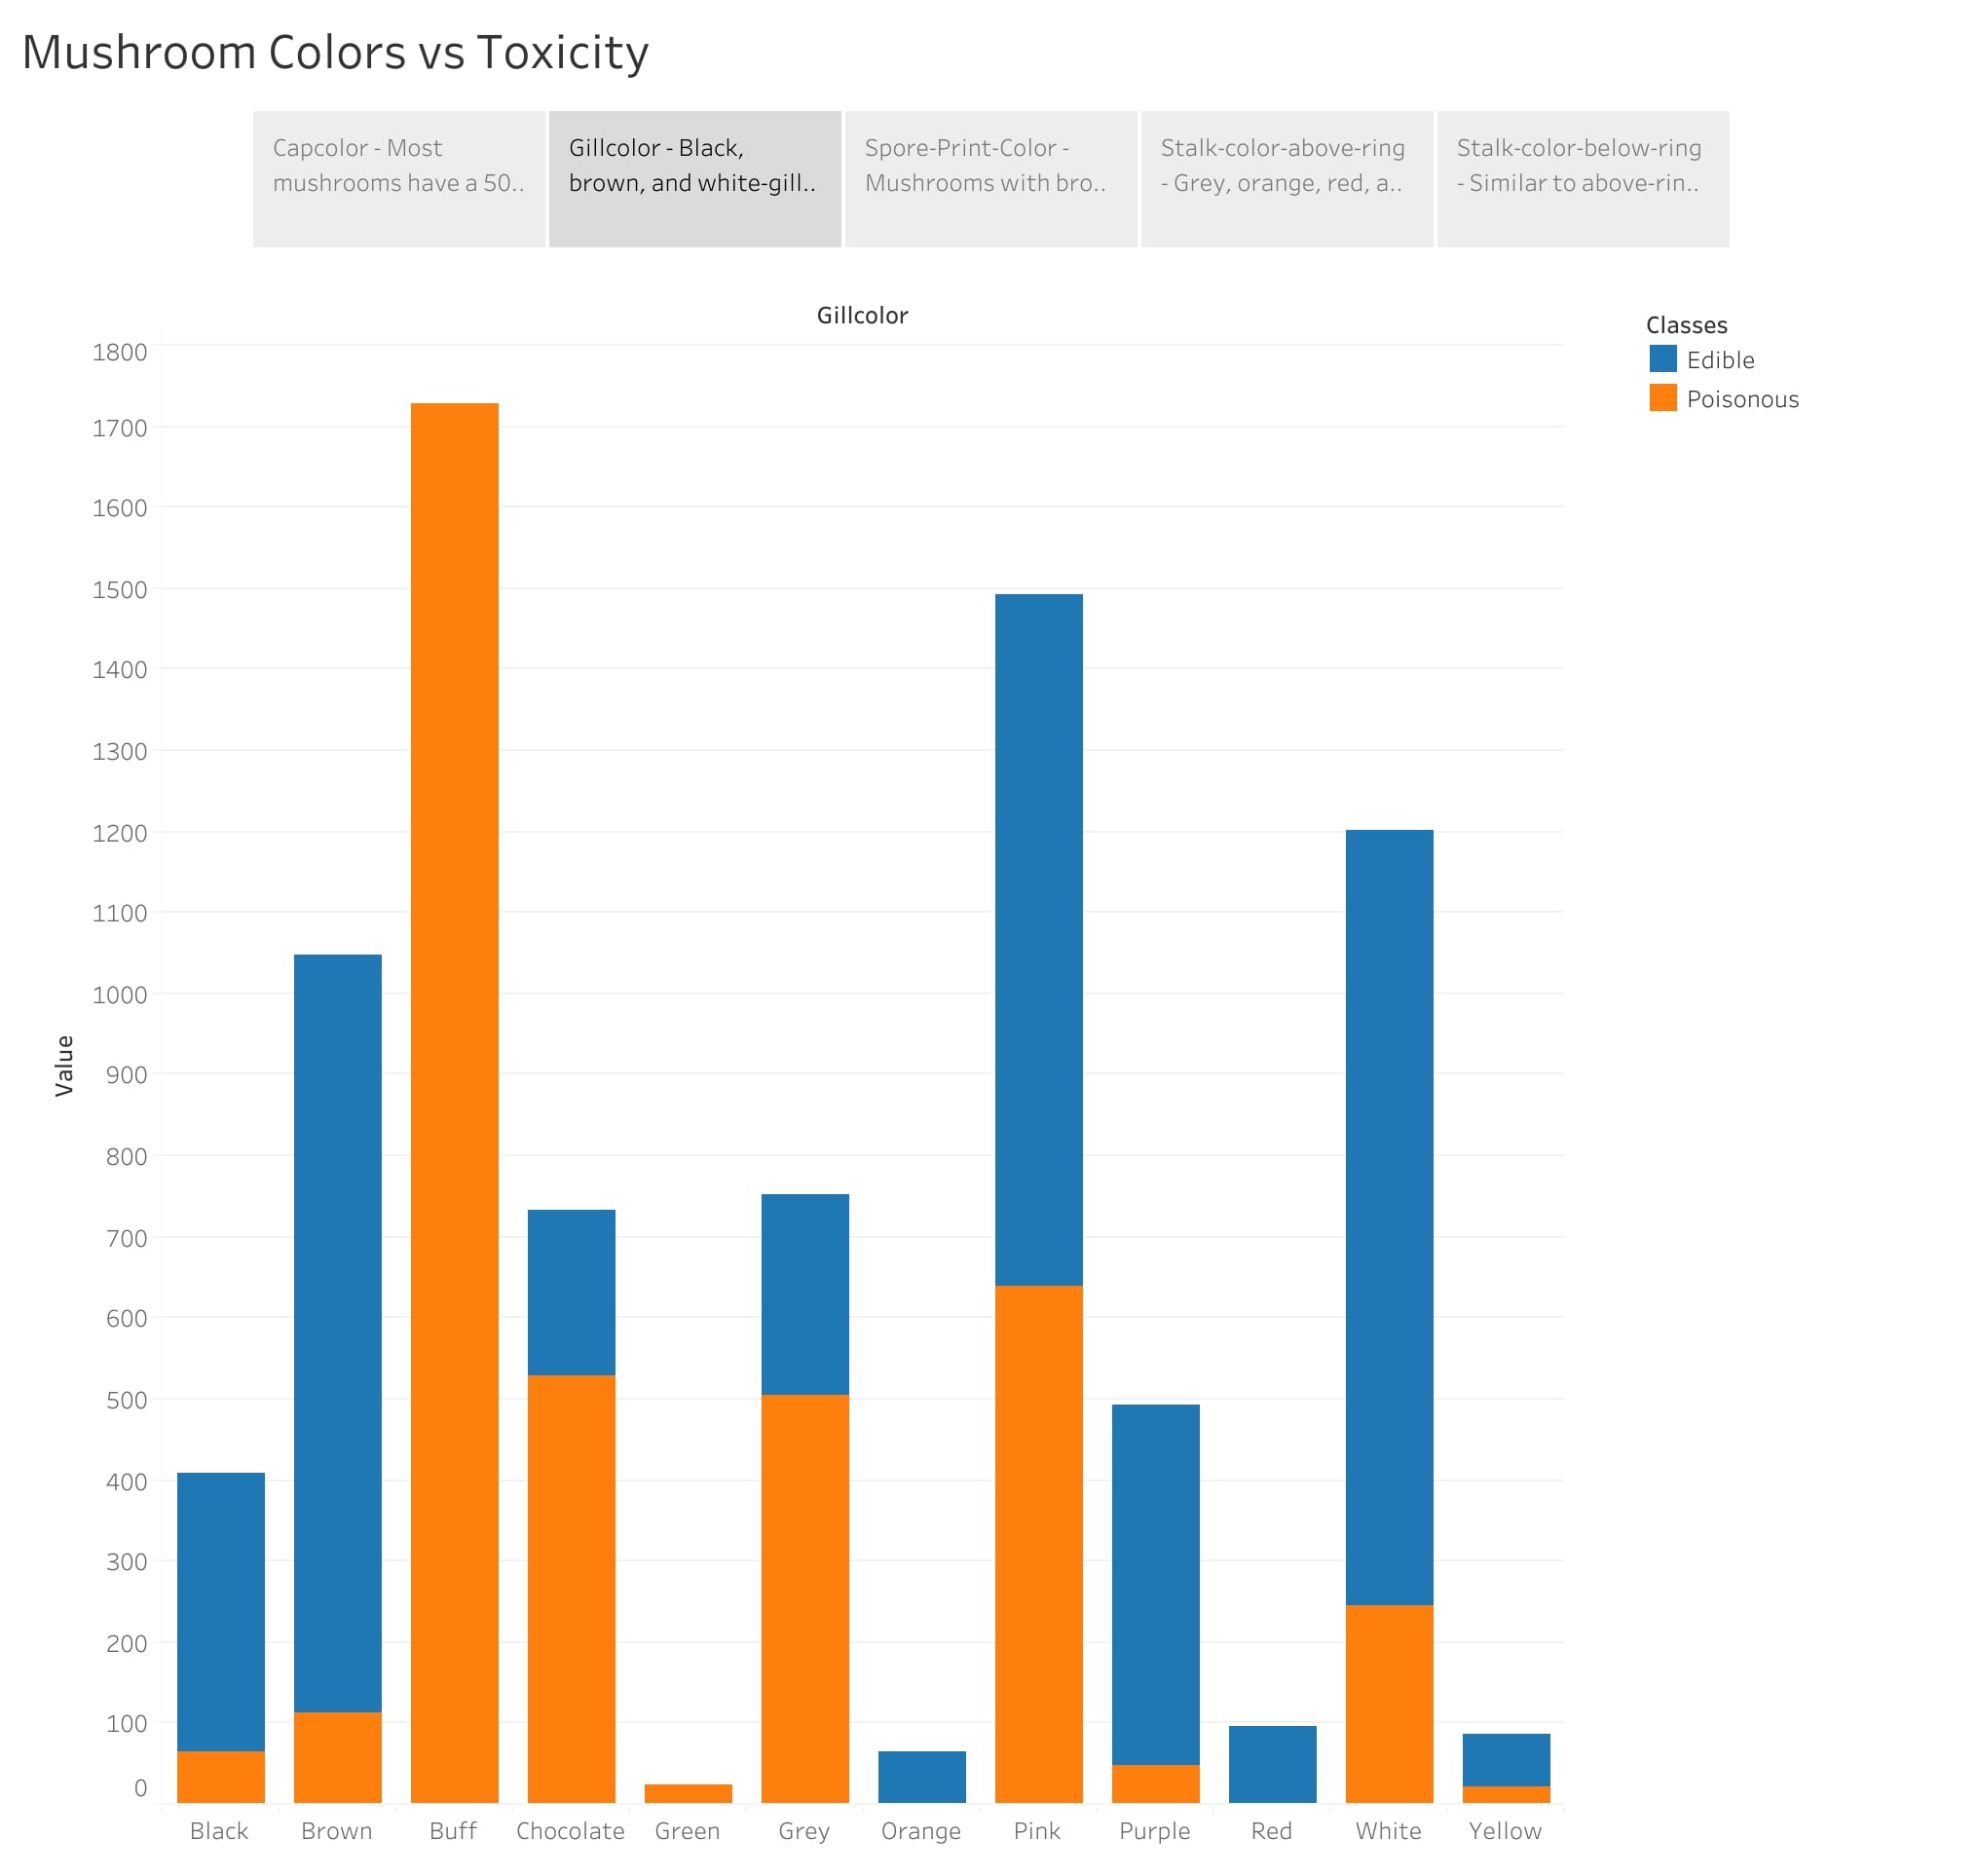 Mushroom Colors vs Toxicity
Capcolor - Most
mushrooms have a 50..
Gillcolor - Black,
brown, and white-gill..
Spore-Print-Color -
Mushrooms with bro..
Stalk-color-above-ring
- Grey, orange, red, a..
Stalk-color-below-ring
- Similar to above-rin..
Gillcolor
Classes
Edible
Poisonous
Value
1800
1700
1600
1500
1400
1300
1200
1100
1000
900
800
700
600
500
400
300
200
100
0
Black Brown Buff Chocolate Green Grey Orange Pink Purple Red White Yellow